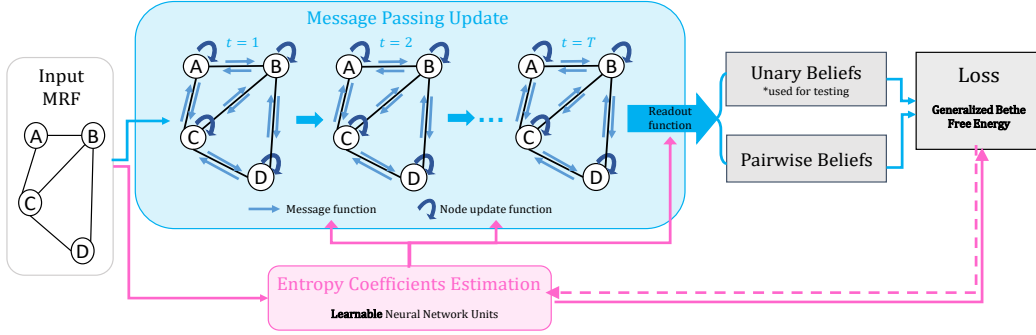 Message Passing Update
Input
MRF
A
B
C
D
t = 1
A
B
C
D
t = 2
A
B
C
D
...
t = T
A
B
C
D
Message function
Node update function
Readout
function
Unary Beliefs
*used for testing
Pairwise Beliefs
Loss
Generalized Bethe
Free Energy
Entropy Coefficients Estimation
Learnable Neural Network Units